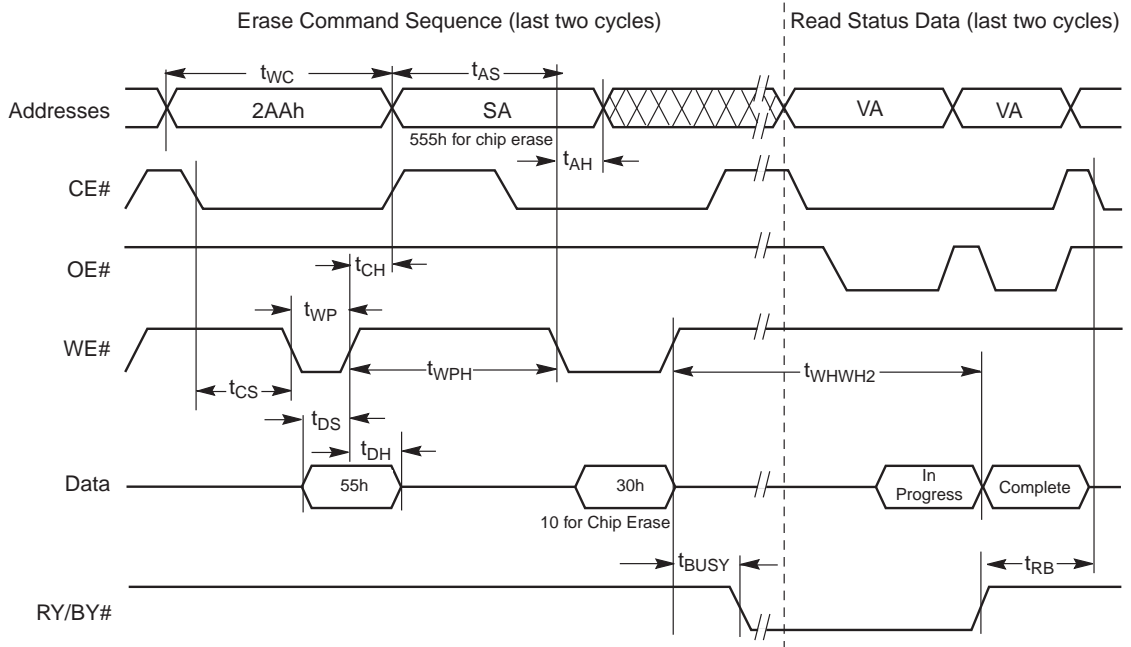 Erase Command Sequence (last two cycles)
Read Status Data (last two cycles)
tWC
tAS
Addresses
2AAh
SA
VA
VA
555h for chip erase
tAH
CE#
OE#
tCH
tWP
WE#
tWPH
tWHWH2
tCS
tDS
tDH
Data
55h
30h
In
Progress
Complete
10 for Chip Erase
tBUSY
tRB
RY/BY#